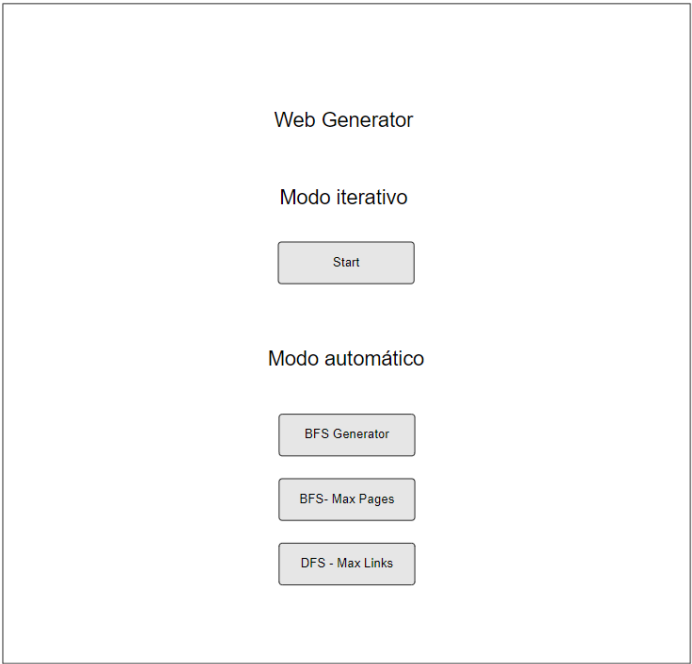 Web Generator
Modo iterativo
Start
Modo automático
BFS Generator
BFS- Max Pages
DFS - Max Links